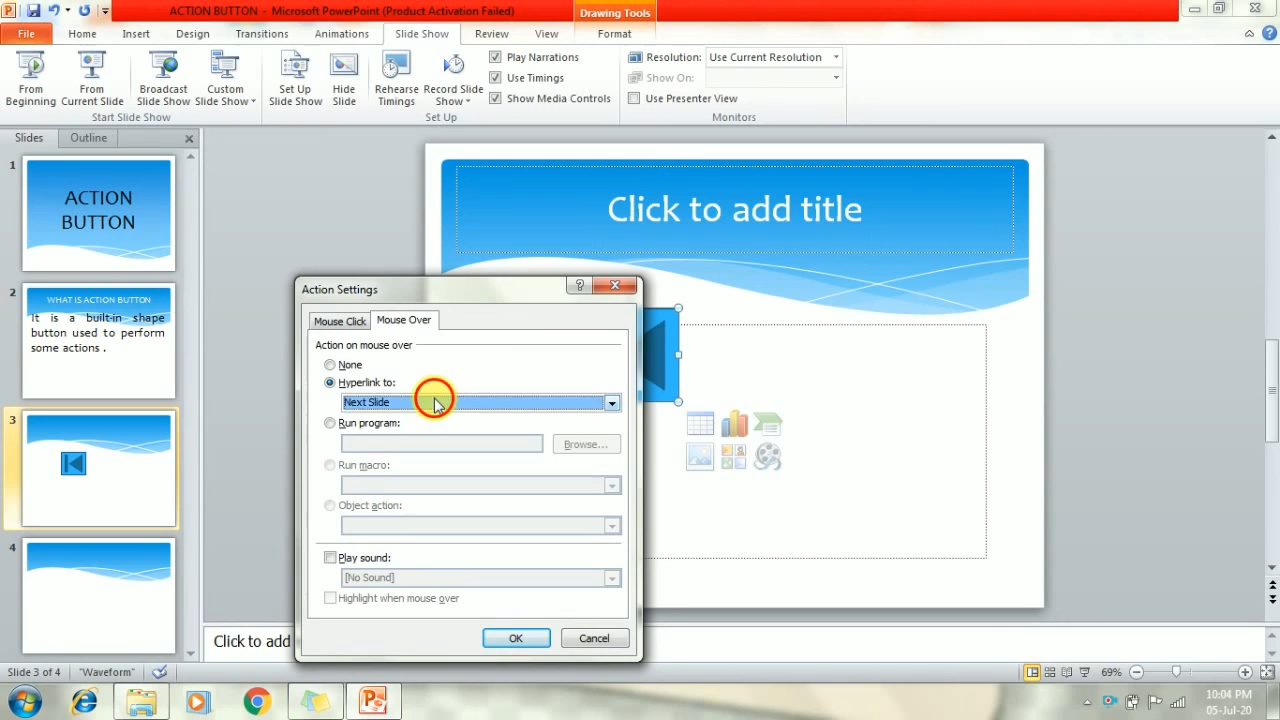 ACTION BUTTON - Microsoft PowerPoint (Product Activation Failed)
Drawing Tools
File
Home
Insert
Design
Transitions
Animations
Slide Show
Review
View
Format
From
Beginning
From
Current Slide
Broadcast
Slide Show
Custom
Slide Show
Set Up
Slide Show
Hide
Slide
Rehearse
Timings
Record Slide
Show
Play Narrations
Use Timings
Show Media Controls
Resolution:
Use Current Resolution
Show On:
Use Presenter View
Start Slide Show
Set Up
Monitors
Slides
Outline
1
ACTION
BUTTON
2
WHAT IS ACTION BUTTON
It is a built-in shape
button used to perform
some actions .
3
4
Click to add title
Action Settings
?
Mouse Click
Mouse Over
Action on mouse over
None
Hyperlink to:
Next Slide
Run program:
Browse...
Run macro:
Object action:
Play sound:
[No Sound]
Highlight when mouse over
OK
Cancel
Click to add
Slide 3 of 4
"Waveform"
69%
10:04 PM
05-Jul-20